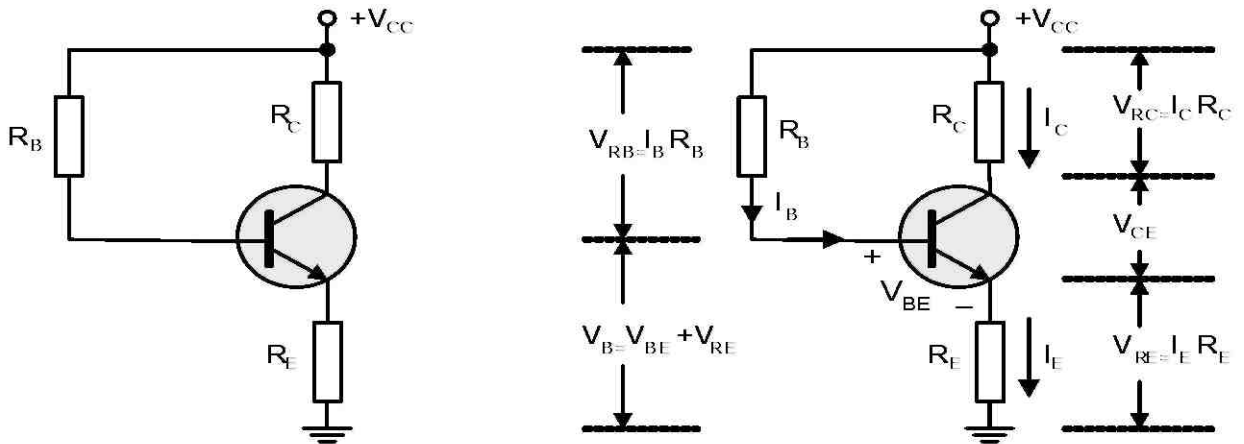 +V_CC
R_B
R_C
R_E
V_RB=I_B R_B
V_B=V_BE +V_RE
+V_CC
R_B
R_C
I_C
I_B
+
V_BE
−
R_E
I_E
V_RC=I_C R_C
V_CE
V_RE=I_E R_E